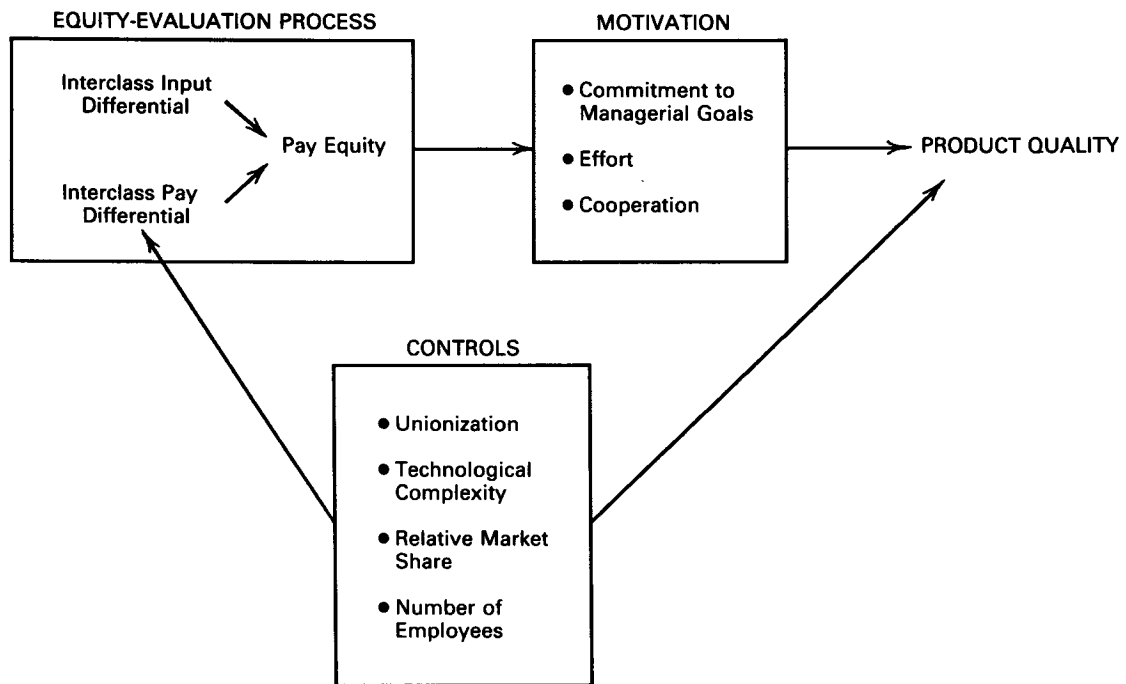 EQUITY-EVALUATION PROCESS
Interclass Input
Differential
Pay Equity
Interclass Pay
Differential
MOTIVATION
● Commitment to
Managerial Goals
● Effort
● Cooperation
PRODUCT QUALITY
CONTROLS
● Unionization
● Technological
Complexity
● Relative Market
Share
● Number of
Employees